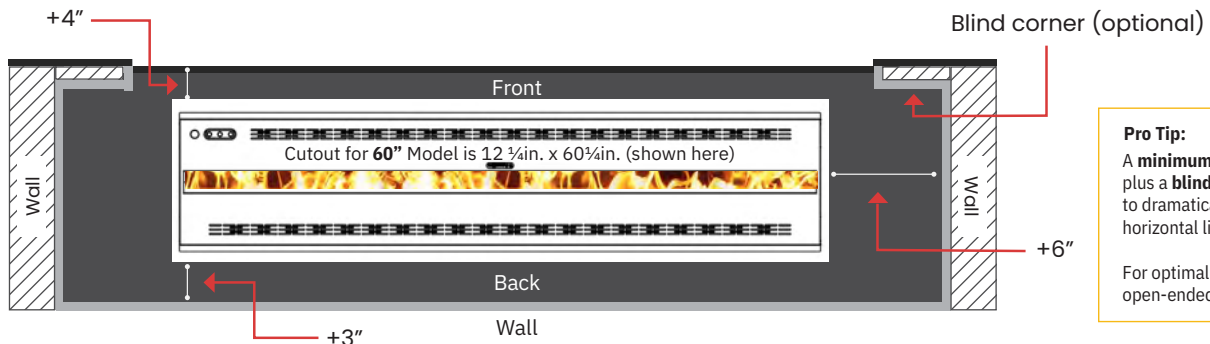 +4”
Blind corner (optional)
Front
Cutout for 60” Model is 12 ¼in. x 60¼in. (shown here)
Wall
Wall
+6”
Back
Wall
+3”
Pro Tip:
A minimum
plus a blind
to dramatica
horizontal li
For optimal
open-ended